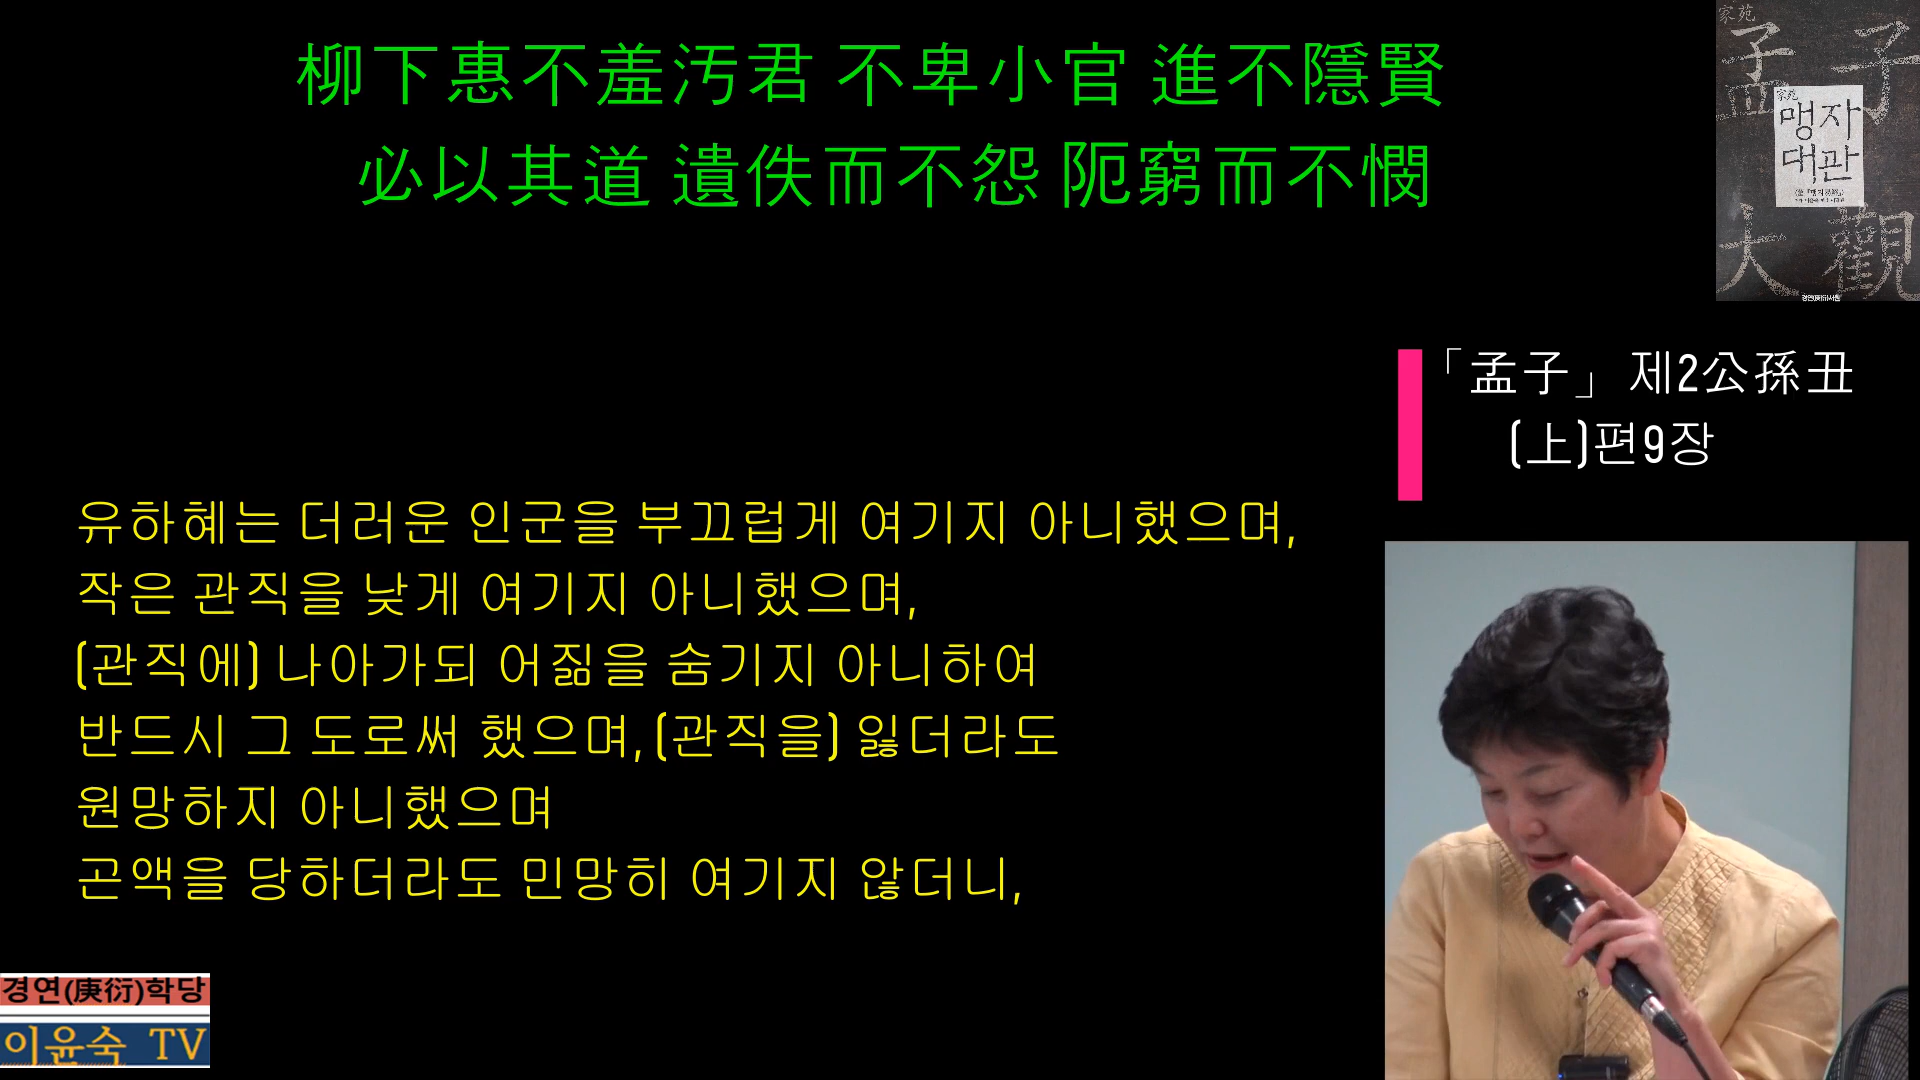 柳下惠不羞汚君 不卑小官 進不隱賢
必以其道 遺佚而不怨 阨窮而不憫
家苑
孟子
家苑
맹자
대관
大觀
「孟子」 제2公孫丑
(上)편9장
유하혜는 더러운 인군을 부끄럽게 여기지 아니했으며,
작은 관직을 낮게 여기지 아니했으며,
(관직에) 나아가되 어짊을 숨기지 아니하여
반드시 그 도로써 했으며, (관직을) 잃더라도
원망하지 아니했으며
곤액을 당하더라도 민망히 여기지 않더니,
경연(庚衍)학당
이윤숙 TV